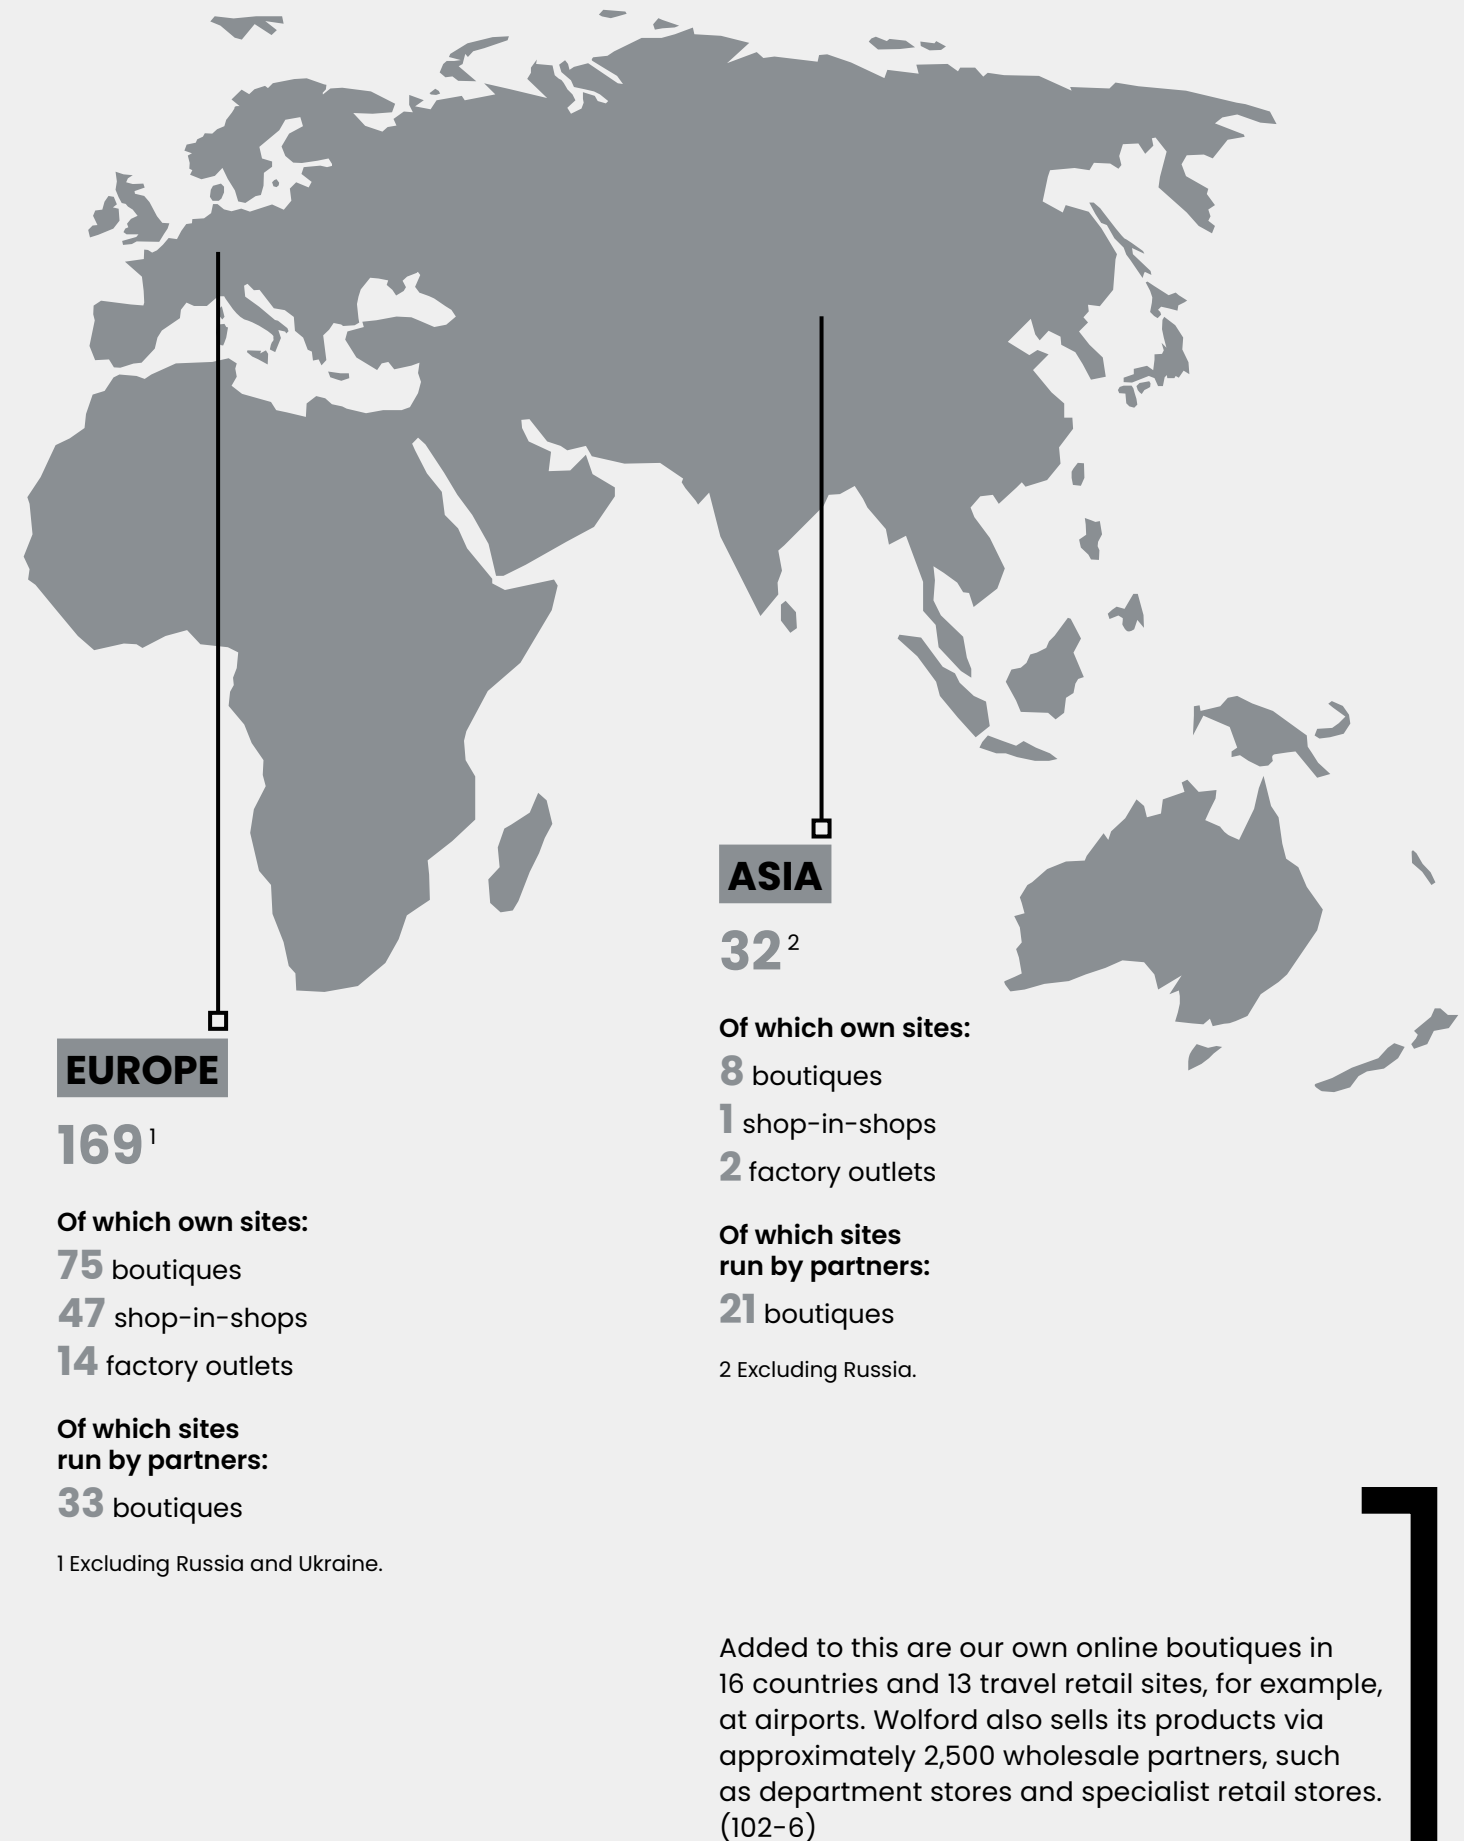 EUROPE
169 1
Of which own sites:
75 boutiques
47 shop-in-shops
14 factory outlets
Of which sites
run by partners:
33 boutiques
1 Excluding Russia and Ukraine.
ASIA
32 2
Of which own sites:
8 boutiques
1 shop-in-shops
2 factory outlets
Of which sites
run by partners:
21 boutiques
2 Excluding Russia.
Added to this are our own online boutiques in
16 countries and 13 travel retail sites, for example,
at airports. Wolford also sells its products via
approximately 2,500 wholesale partners, such
as department stores and specialist retail stores.
(102-6)